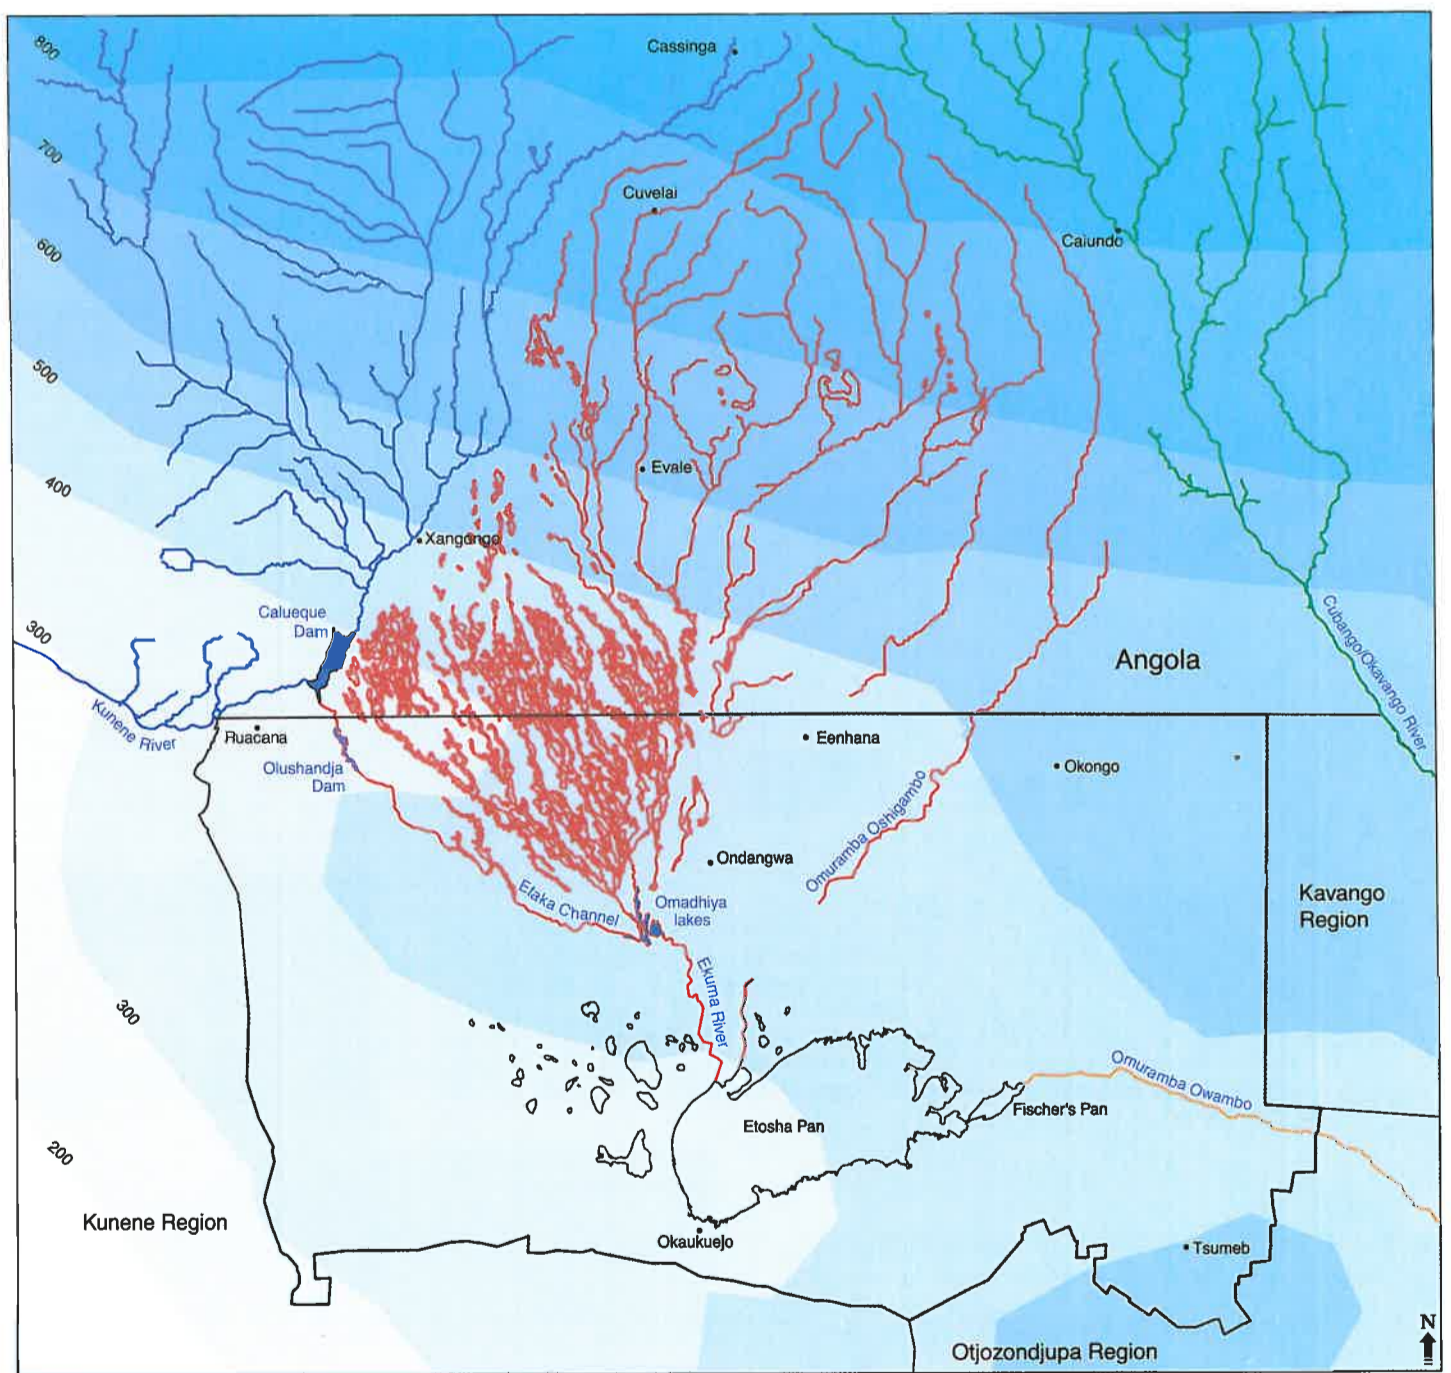 800
Cassinga
700
Cuvelai
Caiundo
600
500
Evale
400
Xangongo
Calueque
Dam
300
Cubango/Okavango River
Angola
Kunene River
Ruacana
Eenhana
Olushandja
Dam
Okongo
Omuramba Oshigambo
Ondangwa
Etaka Channel
Omadhiya
lakes
Kavango
Region
Ekuma River
300
Omuramba Owambo
Fischer's Pan
Etosha Pan
200
Kunene Region
Okaukuejo
Tsumeb
N
Otjozondjupa Region